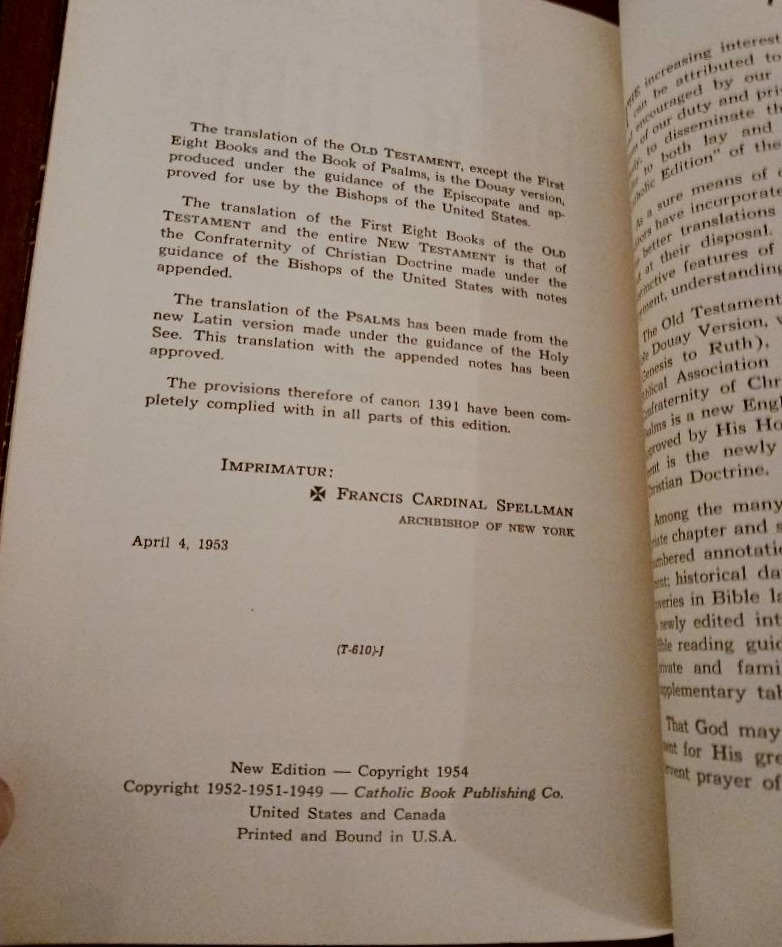 The translation of the OLD TESTAMENT, except the First
Eight Books and the Book of Psalms, is the Douay version,
produced under the guidance of the Episcopate and ap-
proved for use by the Bishops of the United States.
The translation of the First Eight Books of the OLD
TESTAMENT and the entire NEW TESTAMENT is that of
the Confraternity of Christian Doctrine made under the
guidance of the Bishops of the United States with notes
appended.
The translation of the PSALMS has been made from the
new Latin version made under the guidance of the Holy
See. This translation with the appended notes has been
approved.
The provisions therefore of canon 1391 have been com-
pletely complied with in all parts of this edition.
IMPRIMATUR:
✠ FRANCIS CARDINAL SPELLMAN
ARCHBISHOP OF NEW YORK
April 4, 1953
(T-610)-J
New Edition — Copyright 1954
Copyright 1952-1951-1949 — Catholic Book Publishing Co.
United States and Canada
Printed and Bound in U.S.A.
increasing interest
can be attributed to
encouraged by our
of our duty and
to disseminate
to both lay and
Edition" of the
a sure means of
have incorporate
better translations
at their disposal.
features of
understanding
The Old Testament
Douay Version,
to Ruth),
Association
of Chr
is a new Engl
by His Ho
is the newly
Doctrine.
Among the many
chapter and s
annotati
historical da
in Bible la
newly edited int
reading guid
and fami
tab
That God may
for His gre
prayer of